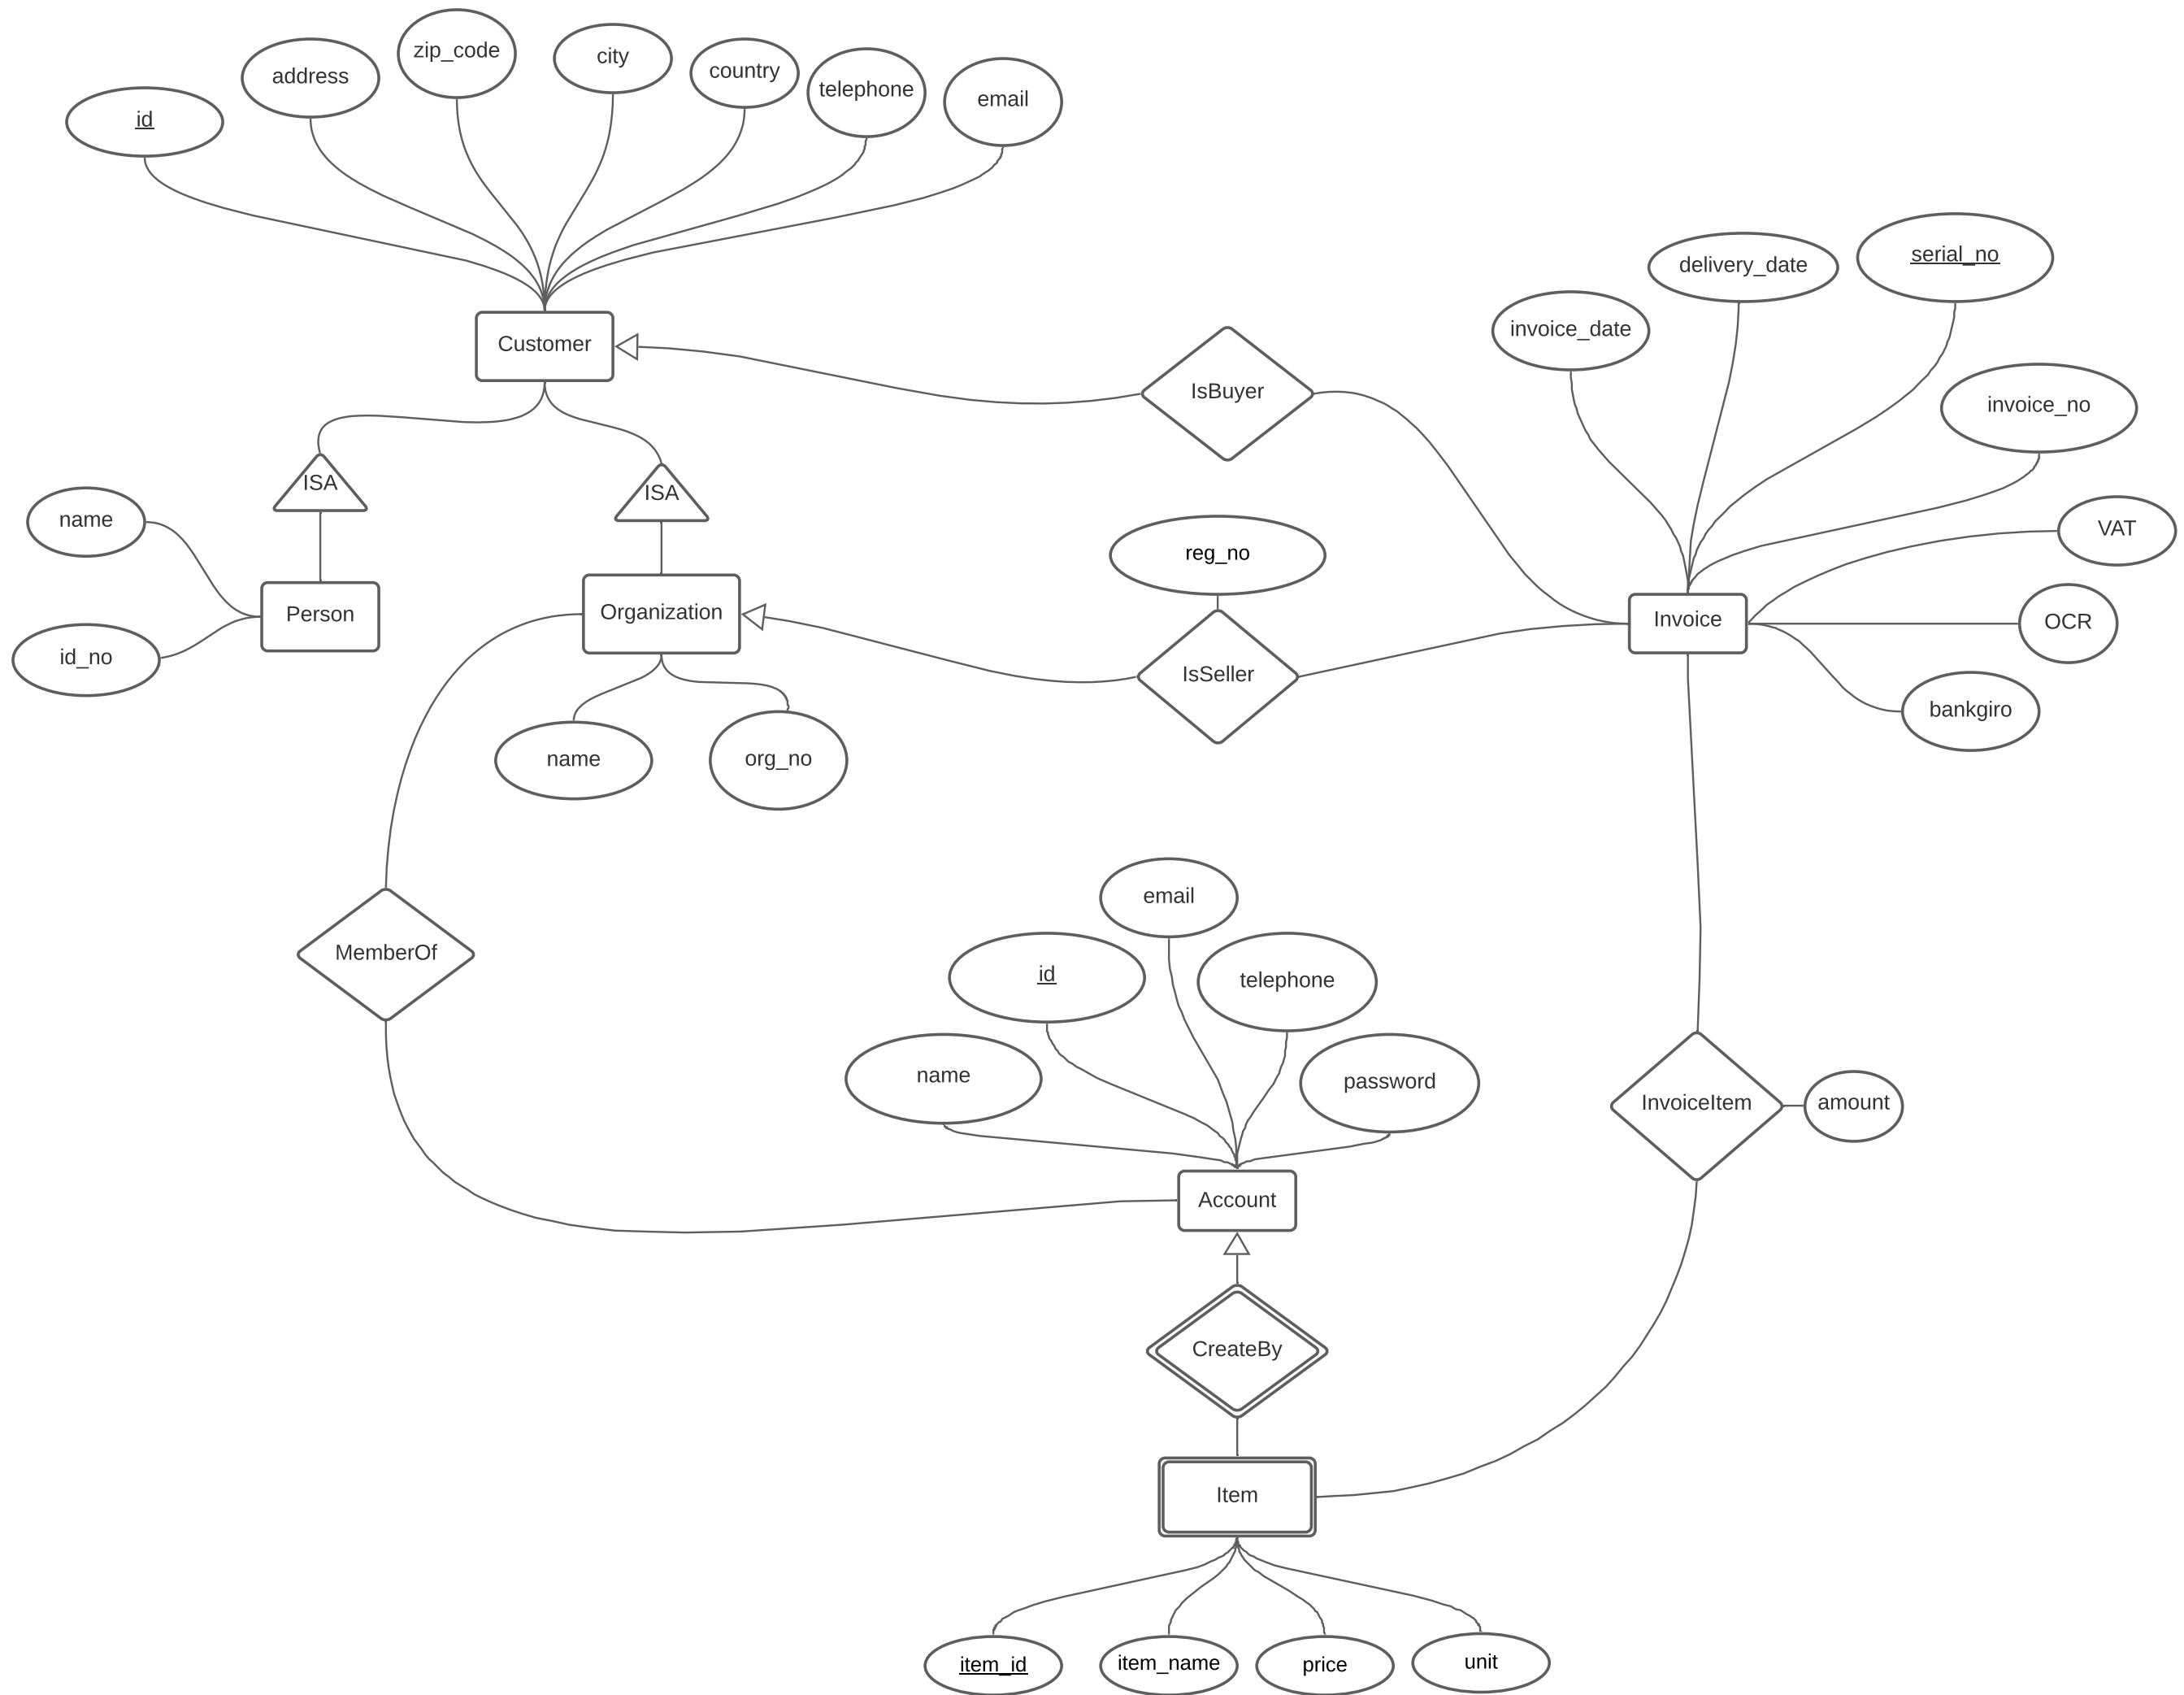 zip_code
city
address
country
telephone
email
id
serial_no
delivery_date
invoice_date
Customer
IsBuyer
invoice_no
ISA
ISA
name
reg_no
VAT
Person
Organization
Invoice
OCR
id_no
IsSeller
bankgiro
name
org_no
email
MemberOf
id
telephone
name
password
InvoiceItem
amount
Account
CreateBy
Item
item_id
item_name
price
unit